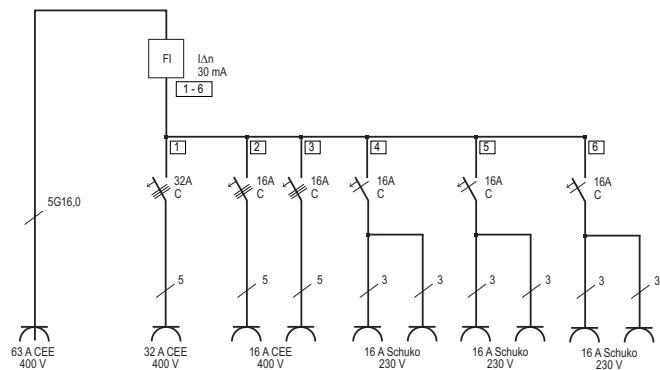 FI
IΔn
30 mA
1 - 6
1
2
3
4
5
6
32A
C
16A
C
16A
C
16A
C
16A
C
16A
C
5G16,0
5
5
5
3
3
3
3
3
3
63 A CEE
400 V
32 A CEE
400 V
16 A CEE
400 V
16 A Schuko
230 V
16 A Schuko
230 V
16 A Schuko
230 V